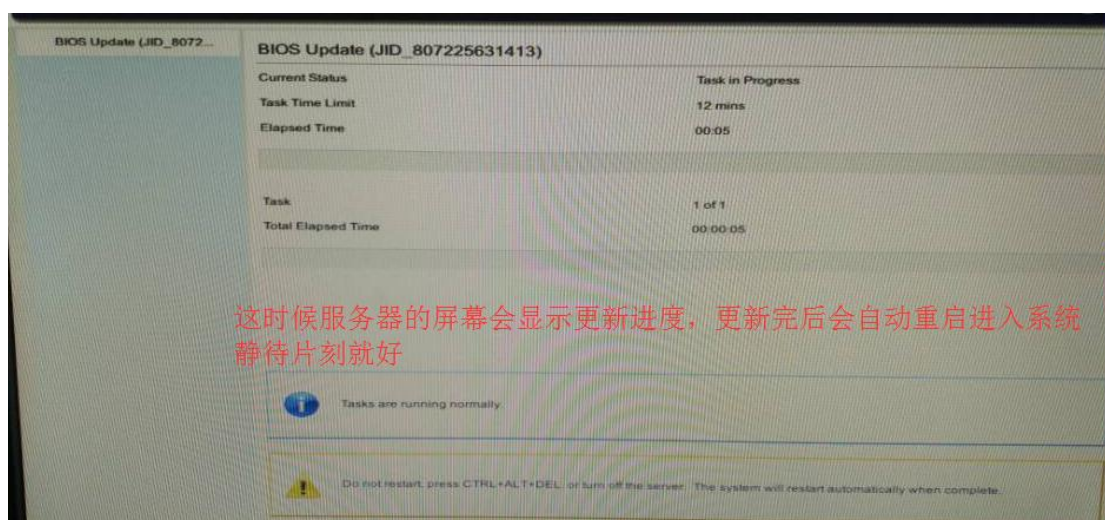 BIOS Update (JID_8072...
BIOS Update (JID_807225631413)
Current Status Task in Progress
Task Time Limit 12 mins
Elapsed Time 00:05
Task 1 of 1
Total Elapsed Time 00:00:05
这时候服务器的屏幕会显示更新进度，更新完后会自动重启进入系统
静待片刻就好
Tasks are running normally.
Do not restart, press CTRL+ALT+DEL, or turn off the server. The system will restart automatically when complete.